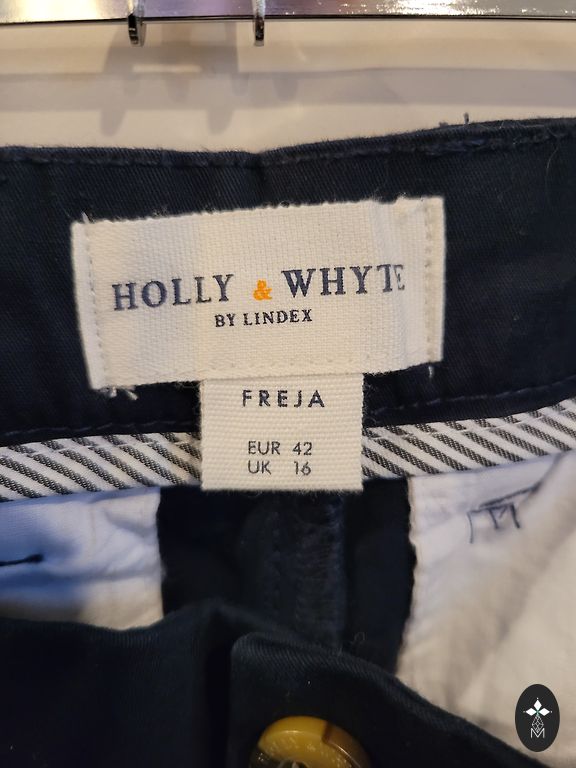 HOLLY & WHYTE
BY LINDEX
FREJA
EUR 42
UK 16